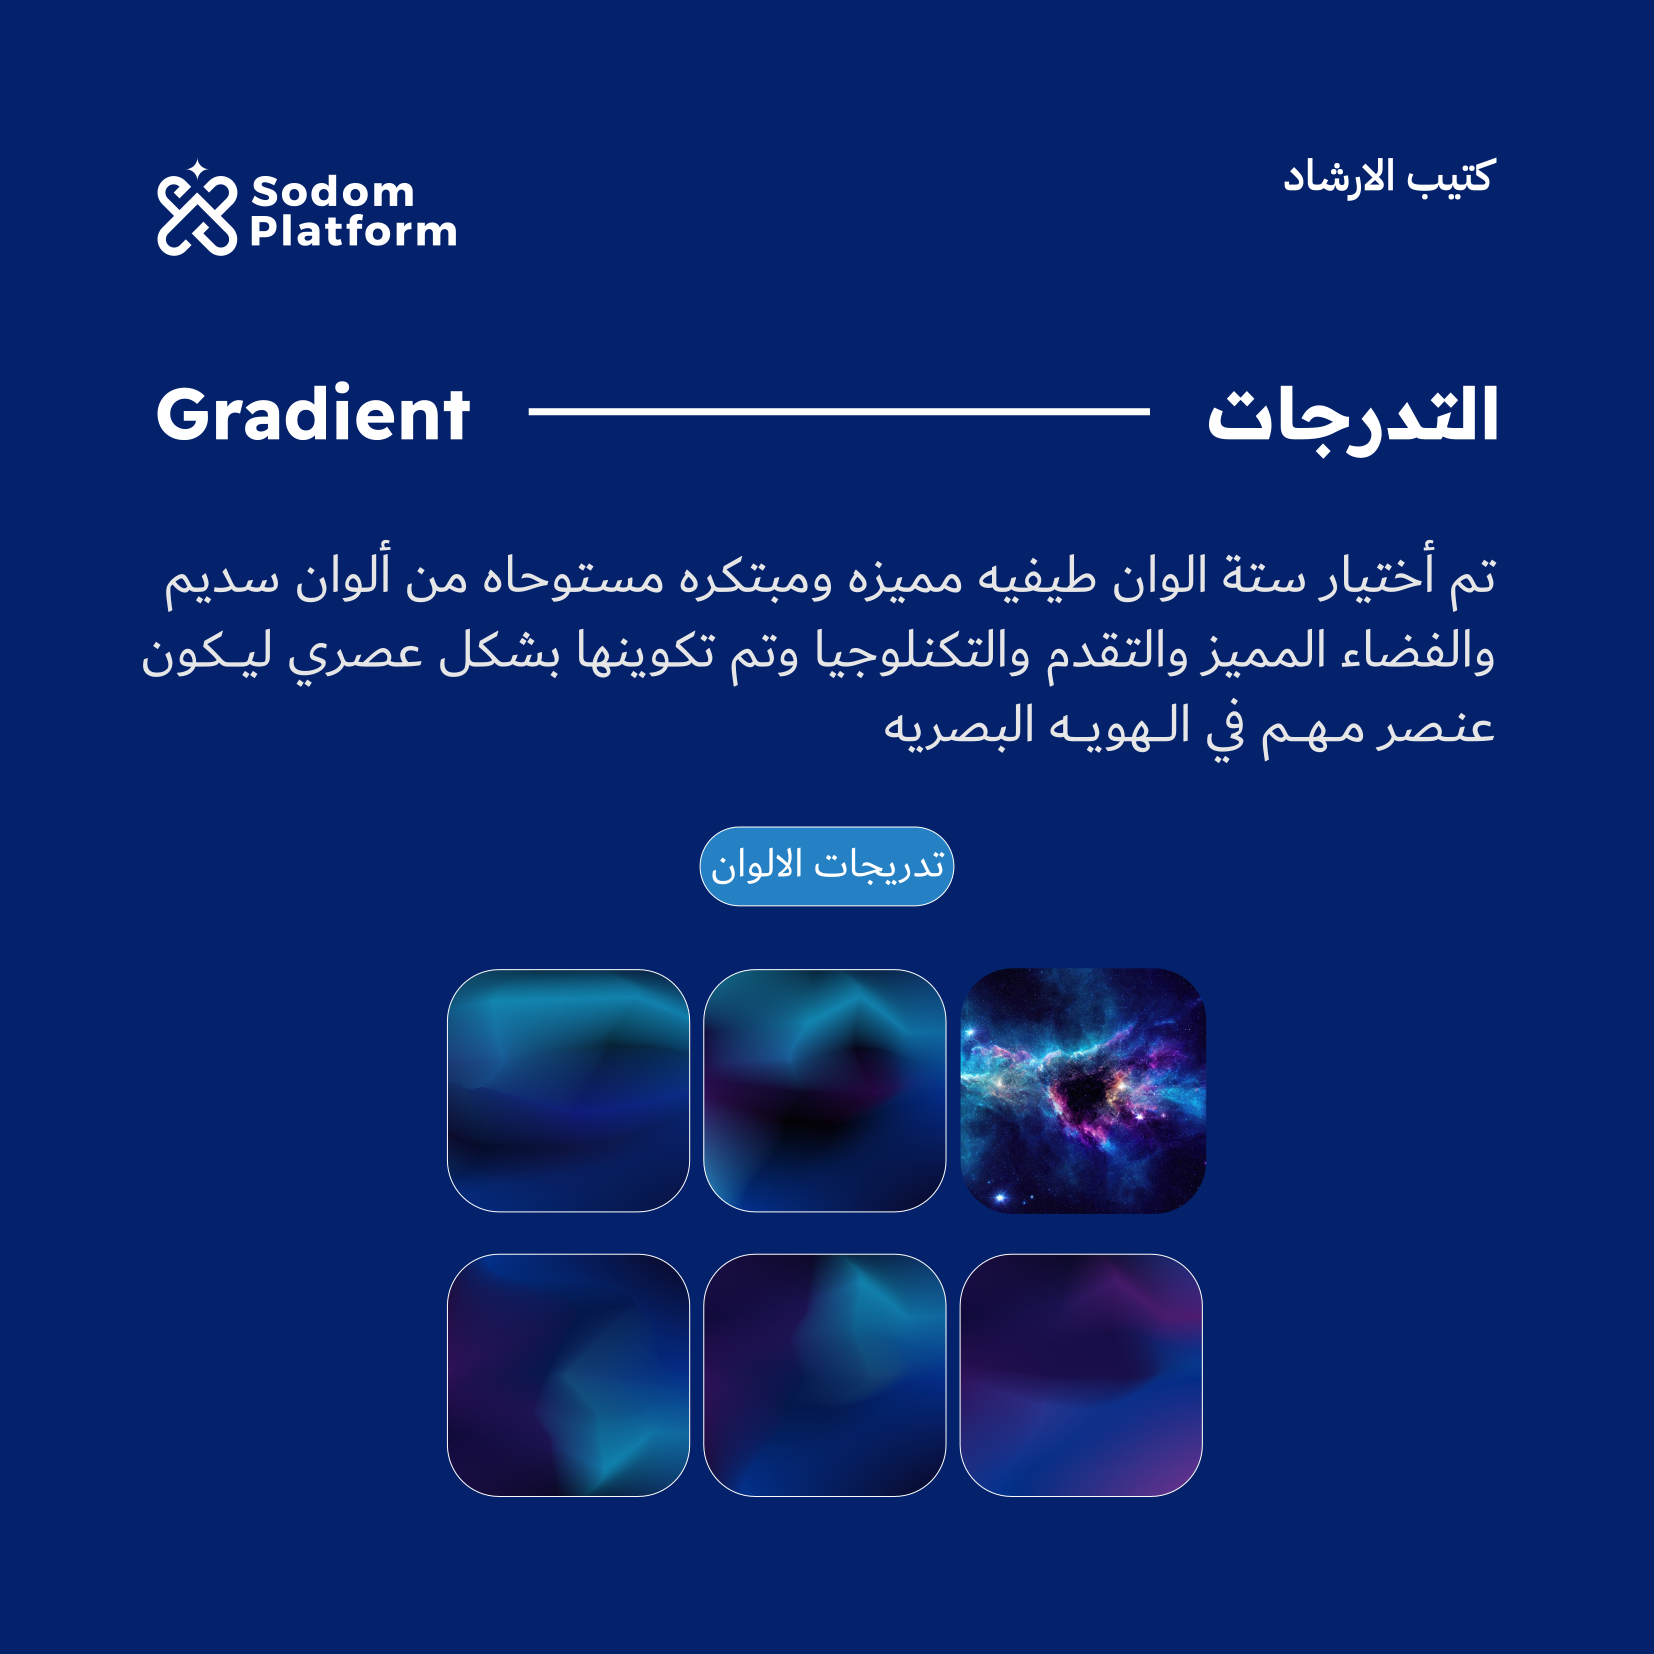 Sodom
Platform
كتيب الارشاد
Gradient
التدرجات
تم أختيار ستة الوان طيفيه مميزه ومبتكره مستوحاه من ألوان سديم
والفضاء المميز والتقدم والتكنلوجيا وتم تكوينها بشكل عصري ليـكون
عنصر مـهـم في الـهويـه البصريه
تدريجات الالوان